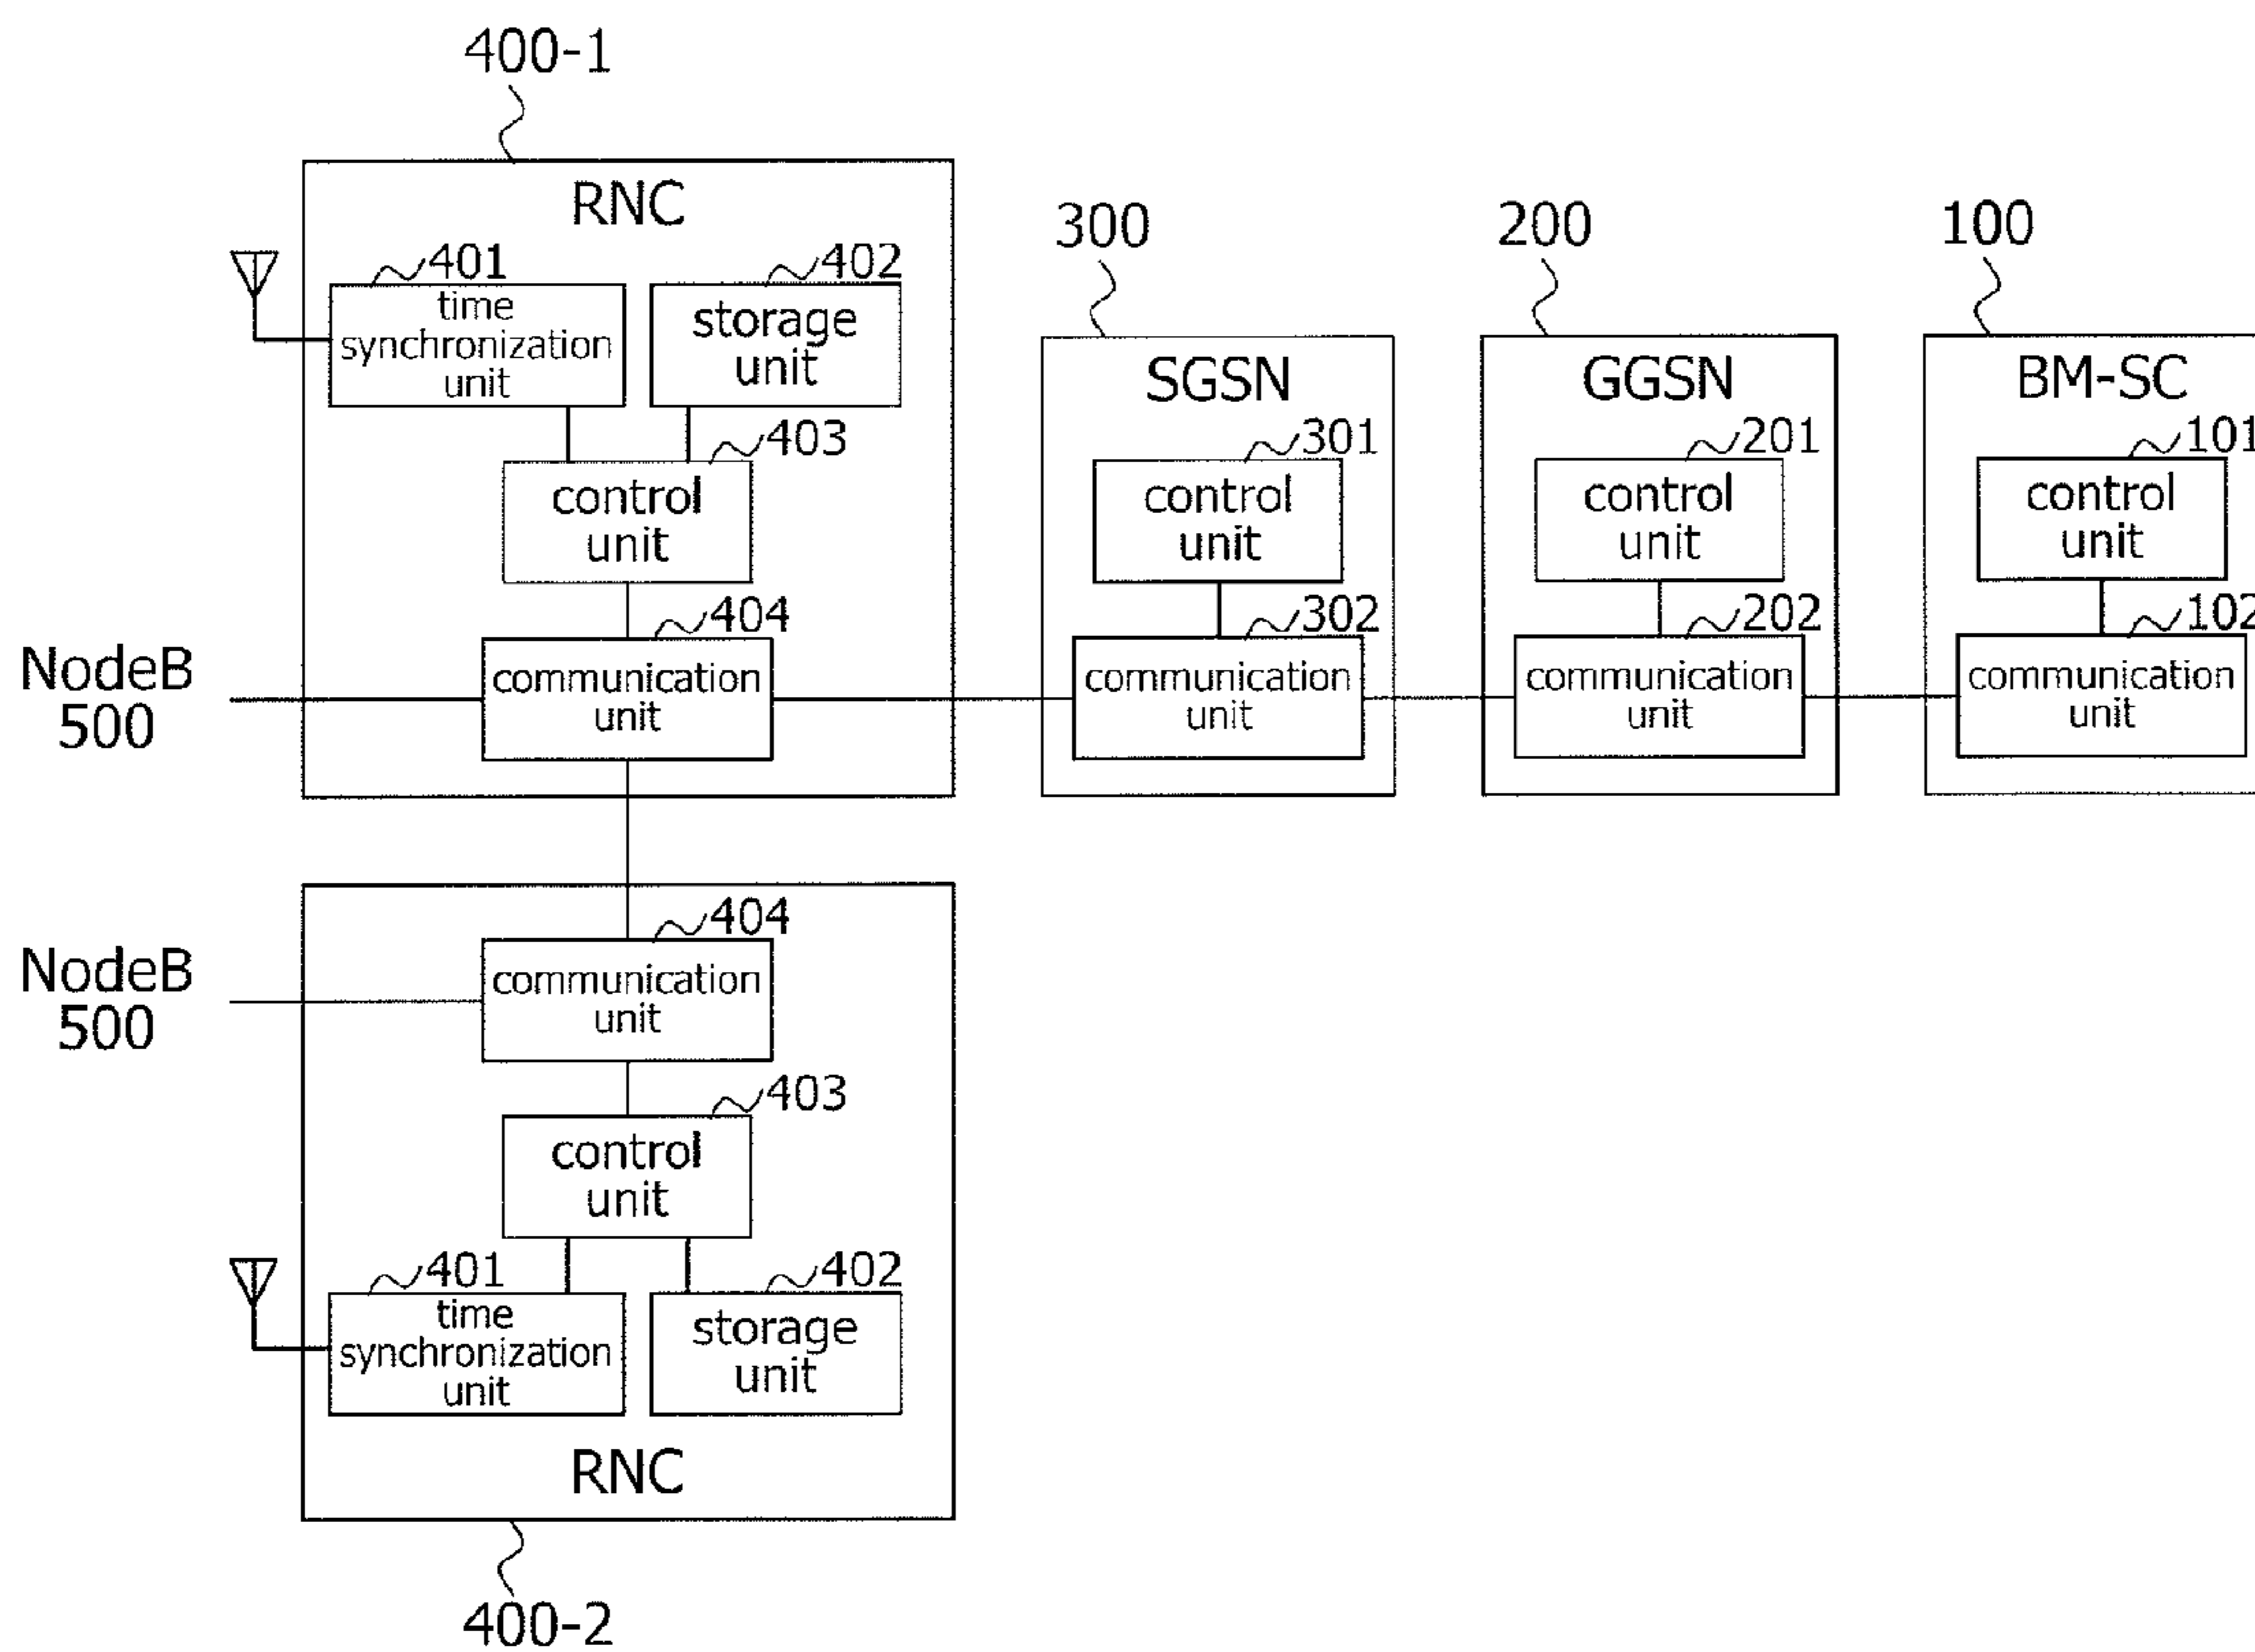 400-1
RNC
401
time
synchronization
unit
402
storage
unit
403
control
unit
404
communication
unit
NodeB
500
300
SGSN
301
control
unit
302
communication
unit
200
GGSN
201
control
unit
202
communication
unit
100
BM-SC
101
control
unit
102
communication
unit
NodeB
500
404
communication
unit
403
control
unit
401
time
synchronization
unit
402
storage
unit
RNC
400-2